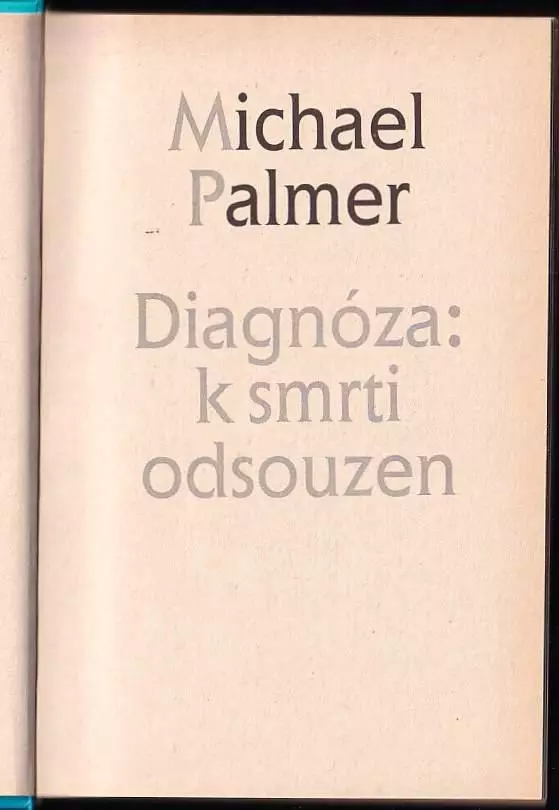 Michael
Palmer
Diagnóza:
k smrti
odsouzen